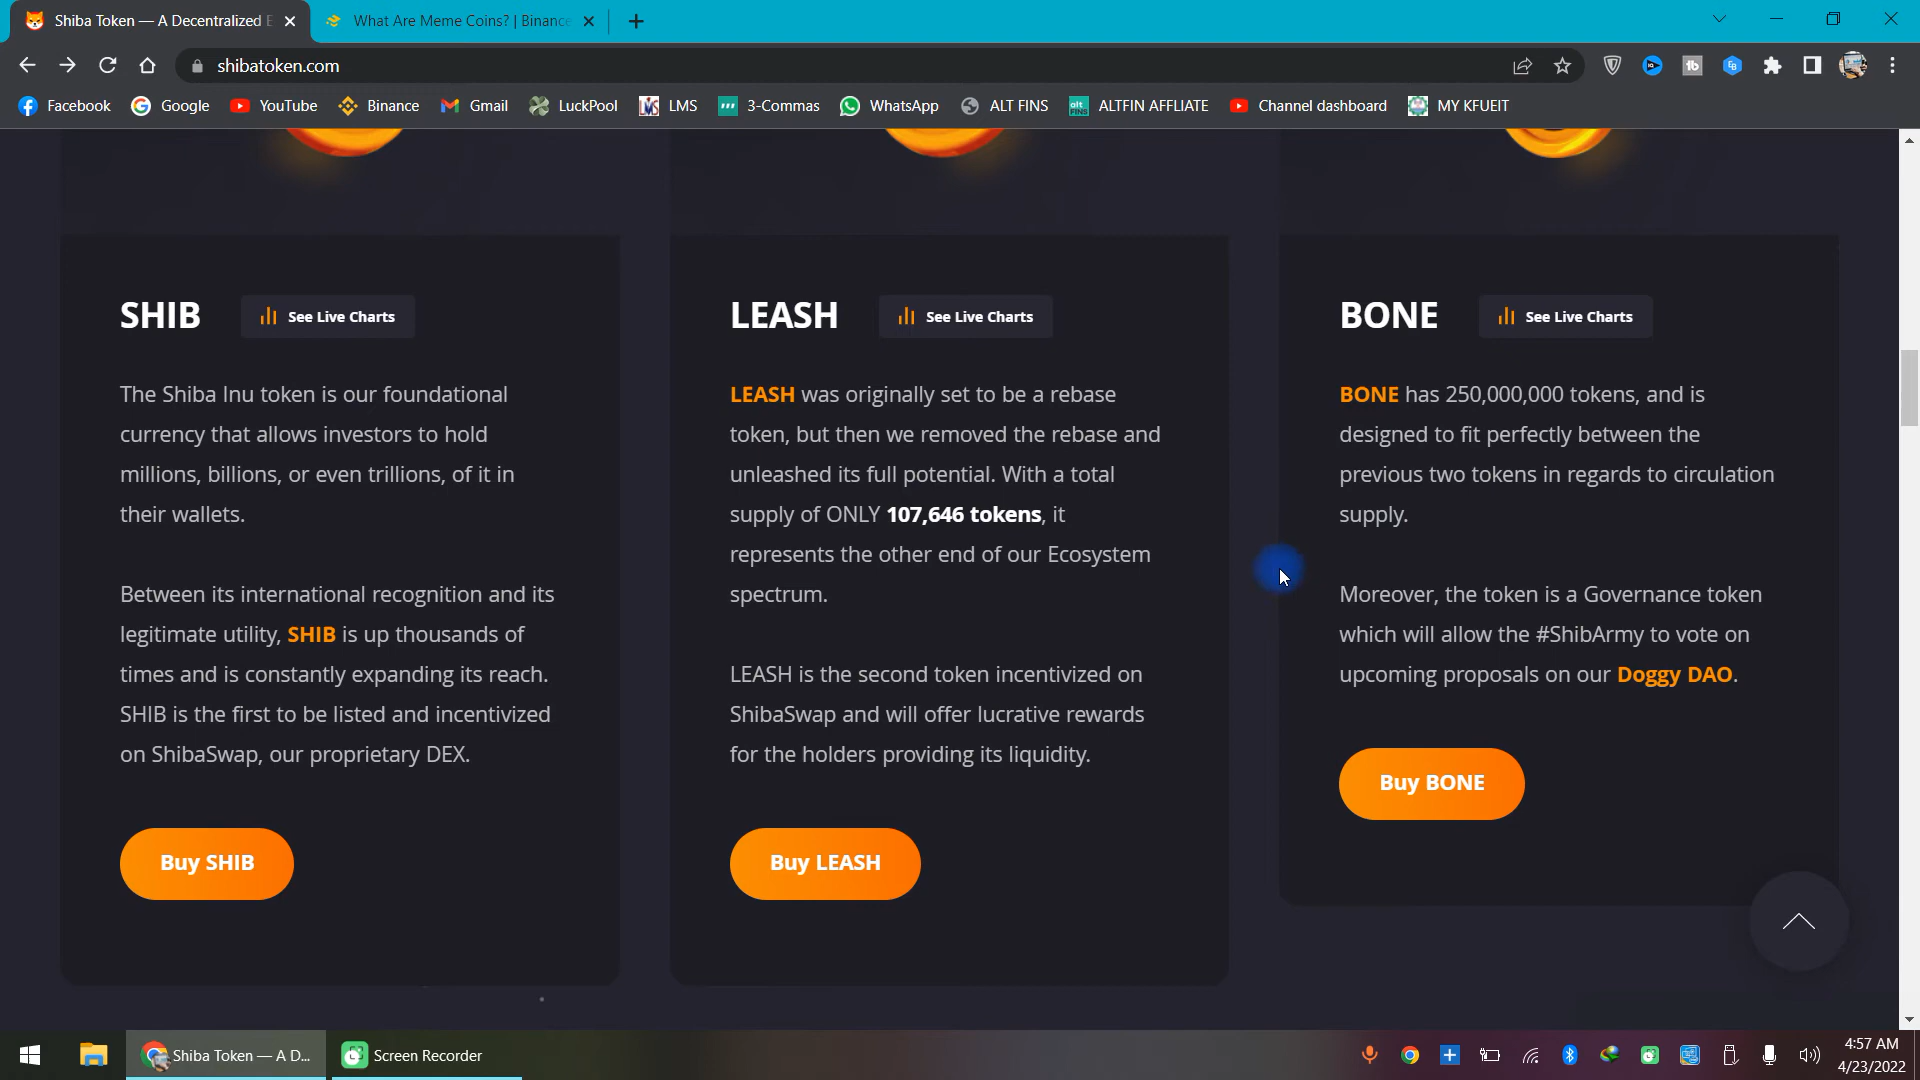 Shiba Token — A Decentralized E
What Are Meme Coins? | Binance
shibatoken.com
Facebook
Google
YouTube
Binance
Gmail
LuckPool
LMS
3-Commas
WhatsApp
ALT FINS
ALTFIN AFFLIATE
Channel dashboard
MY KFUEIT
SHIB
See Live Charts
The Shiba Inu token is our foundational
currency that allows investors to hold
millions, billions, or even trillions, of it in
their wallets.
Between its international recognition and its
legitimate utility, SHIB is up thousands of
times and is constantly expanding its reach.
SHIB is the first to be listed and incentivized
on ShibaSwap, our proprietary DEX.
Buy SHIB
LEASH
See Live Charts
LEASH was originally set to be a rebase
token, but then we removed the rebase and
unleashed its full potential. With a total
supply of ONLY 107,646 tokens, it
represents the other end of our Ecosystem
spectrum.
LEASH is the second token incentivized on
ShibaSwap and will offer lucrative rewards
for the holders providing its liquidity.
Buy LEASH
BONE
See Live Charts
BONE has 250,000,000 tokens, and is
designed to fit perfectly between the
previous two tokens in regards to circulation
supply.
Moreover, the token is a Governance token
which will allow the #ShibArmy to vote on
upcoming proposals on our Doggy DAO.
Buy BONE
Shiba Token — A D...
Screen Recorder
4:57 AM
4/23/2022